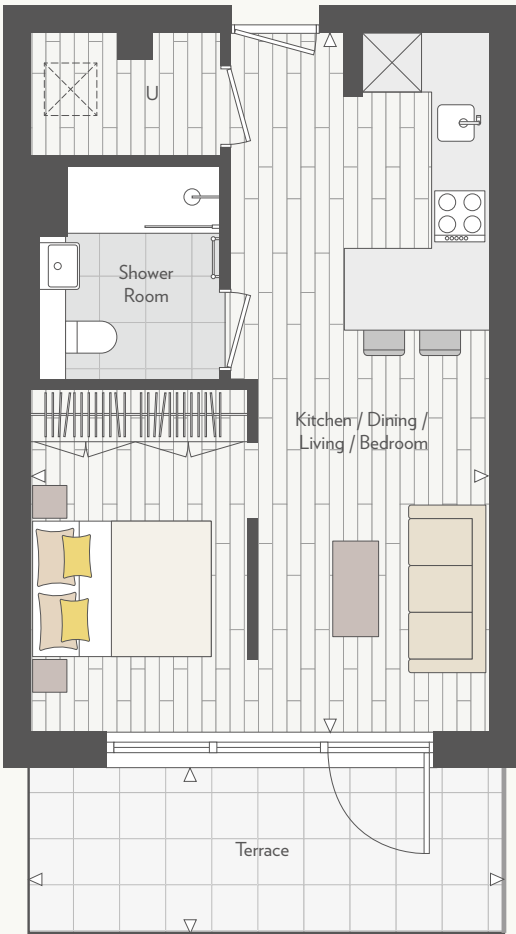 U
Shower
Room
Kitchen / Dining /
Living / Bedroom
Terrace